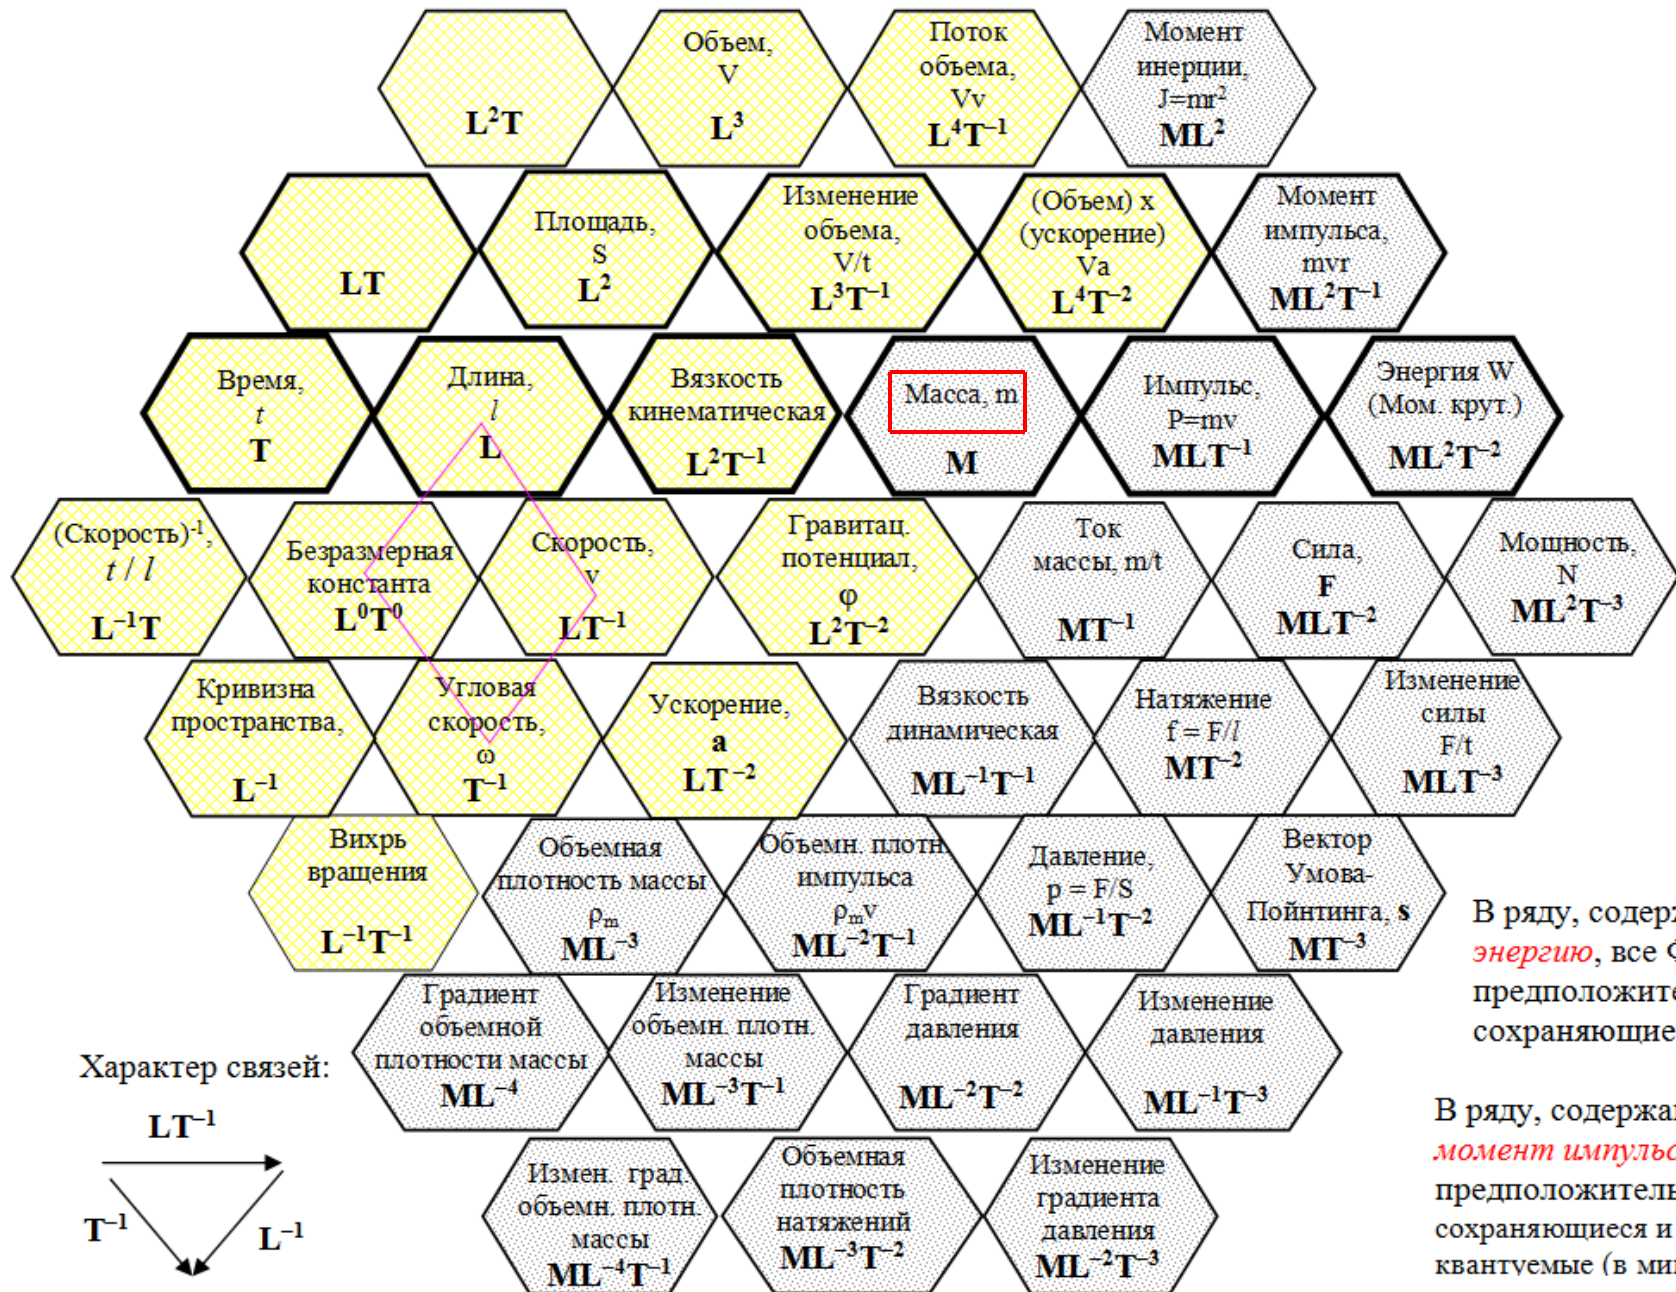 L²T
Объем,
V
L³
Поток
объема,
Vv
L⁴T⁻¹
Момент
инерции,
J=mr²
ML²
LT
Площадь,
S
L²
Изменение
объема,
V/t
L³T⁻¹
(Объем) x
(ускорение)
Va
L⁴T⁻²
Момент
импульса,
mvr
ML²T⁻¹
Время,
t
T
Длина,
l
L
Вязкость
кинематическая
L²T⁻¹
Масса, m
M
Импульс,
P=mv
MLT⁻¹
Энергия W
(Мом. крут.)
ML²T⁻²
(Скорость)⁻¹,
t / l
L⁻¹T
Безразмерная
константа
L⁰T⁰
Скорость,
v
LT⁻¹
Гравитац.
потенциал,
φ
L²T⁻²
Ток
массы, m/t
MT⁻¹
Сила,
F
MLT⁻²
Мощность,
N
ML²T⁻³
Кривизна
пространства,
L⁻¹
Угловая
скорость,
ω
T⁻¹
Ускорение,
a
LT⁻²
Вязкость
динамическая
ML⁻¹T⁻¹
Натяжение
f = F/l
MT⁻²
Изменение
силы
F/t
MLT⁻³
Вихрь
вращения
L⁻¹T⁻¹
Объемная
плотность массы
ρₘ
ML⁻³
Объемн. плотн.
импульса
ρₘv
ML⁻²T⁻¹
Давление,
p = F/S
ML⁻¹T⁻²
Вектор
Умова-
Пойнтинга, s
MT⁻³
Градиент
объемной
плотности массы
ML⁻⁴
Изменение
объемн. плотн.
массы
ML⁻³T⁻¹
Градиент
давления
ML⁻²T⁻²
Изменение
давления
ML⁻¹T⁻³
Измен. град.
объемн. плотн.
массы
ML⁻⁴T⁻¹
Объемная
плотность
натяжений
ML⁻³T⁻²
Изменение
градиента
давления
ML⁻²T⁻³
Характер связей:
LT⁻¹
T⁻¹
L⁻¹
В ряду, содерж
энергию, все Ф
предположите
сохраняющие
В ряду, содержа
момент импульс
предположитель
сохраняющиеся и
квантуемые (в ми